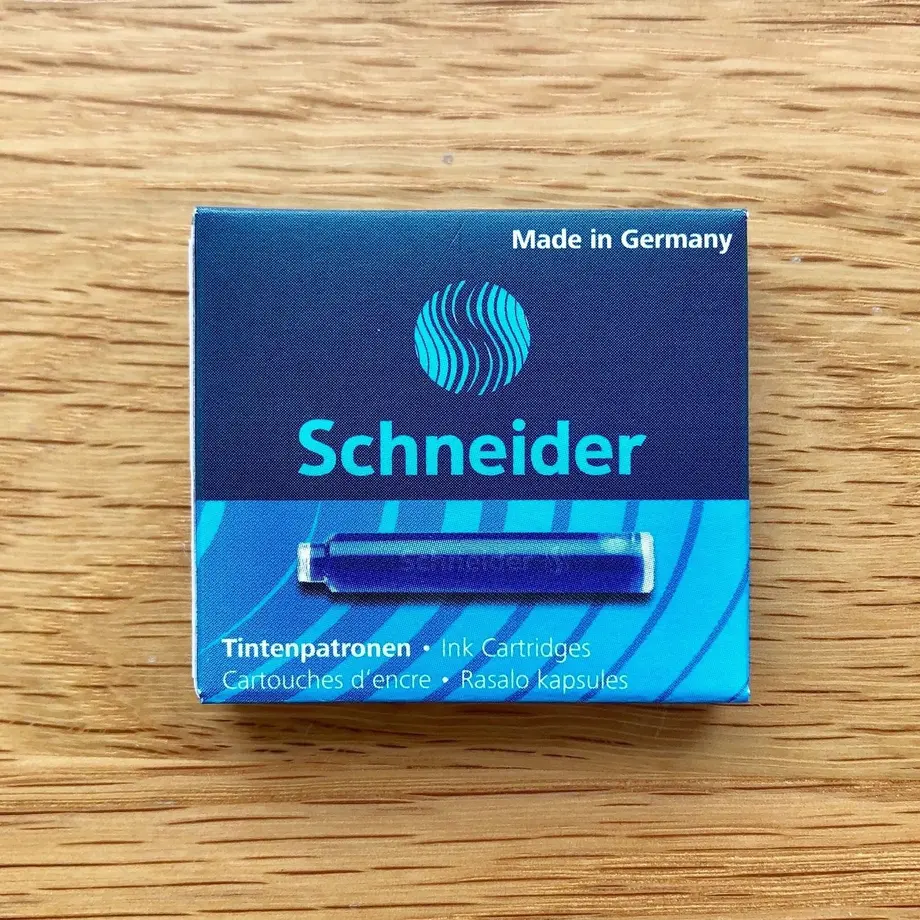 Made in Germany
Schneider
Schneider
Tintenpatronen • Ink Cartridges
Cartouches d'encre • Rasalo kapsules